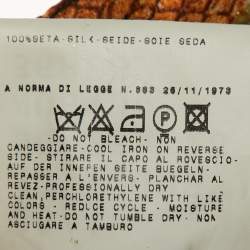 100%SETA-SILK-SEIDE-SOIE SEDA
A NORMA DI LEGGE N.883 26/11/1973
P
-DO NOT BLEACH- NON
CANDEGGIARE-COOL IRON ON REVERSE
SIDE- STIRARE IL CAPO AL ROVESCIO-
AUF DER INNEFEN SEITE BUEGELN-
REPASSER A L'ENVERS- PLANCHAR AL
REVEZ-PROFESSIONALLY DRY
CLEAN,PERCHLORETHYLENE WITH LIKE
COLORS - REDUCE CYCLE - MOISTURE
AND HEAT-DO NOT TUMBLE DRY- NON
ASCIUGARE A TAMBURO